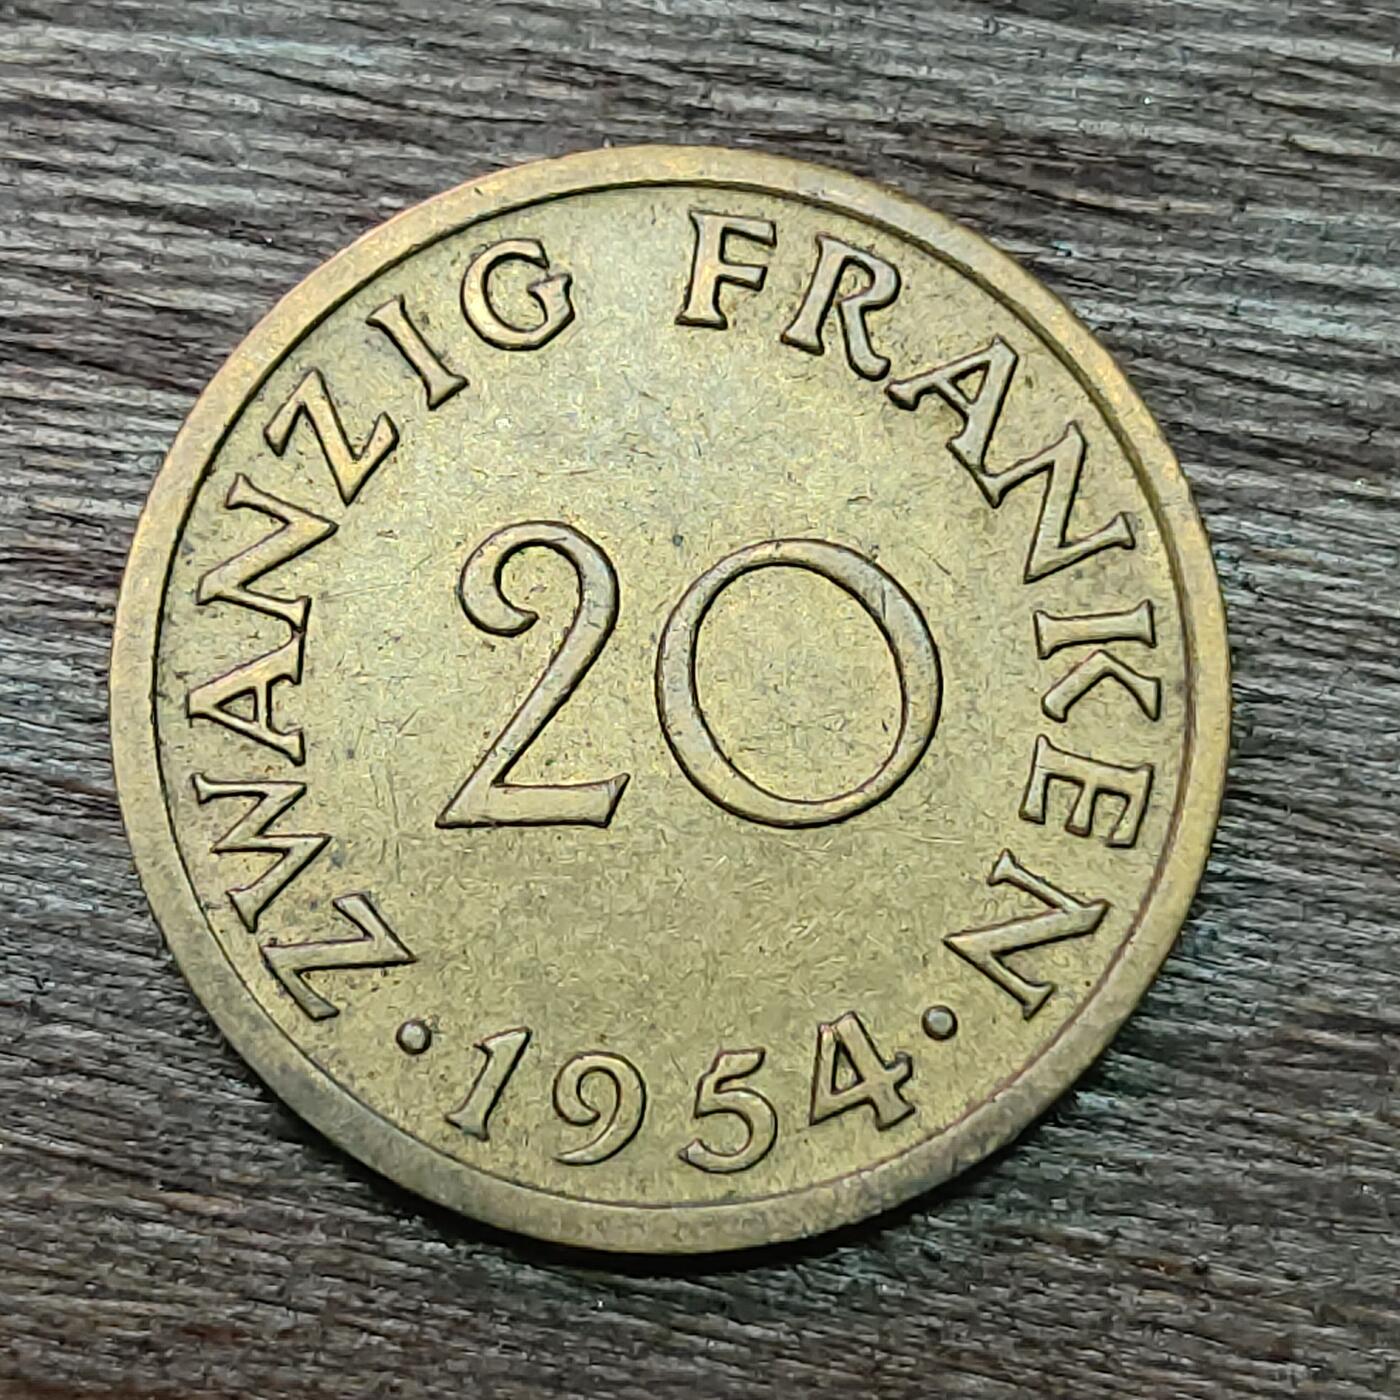 ZWANZIG FRANKEN
20
· 1954 ·